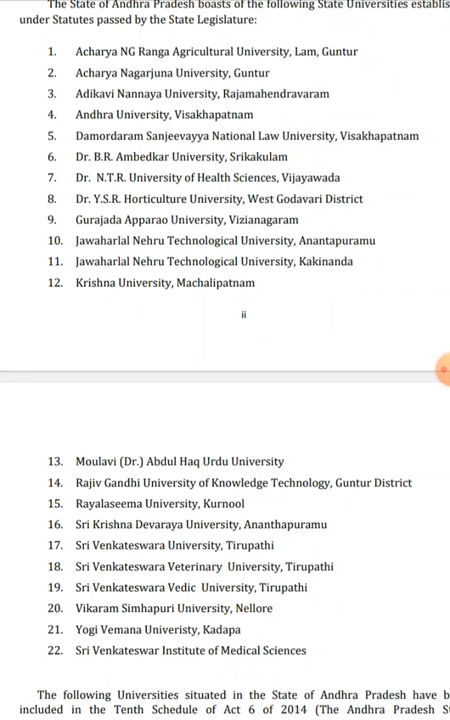 The State of Andhra Pradesh boasts of the following State Universities establis
under Statutes passed by the State Legislature:
1. Acharya NG Ranga Agricultural University, Lam, Guntur
2. Acharya Nagarjuna University, Guntur
3. Adikavi Nannaya University, Rajamahendravaram
4. Andhra University, Visakhapatnam
5. Damordaram Sanjeevayya National Law University, Visakhapatnam
6. Dr. B.R. Ambedkar University, Srikakulam
7. Dr. N.T.R. University of Health Sciences, Vijayawada
8. Dr. Y.S.R. Horticulture University, West Godavari District
9. Gurajada Apparao University, Vizianagaram
10. Jawaharlal Nehru Technological University, Anantapuramu
11. Jawaharlal Nehru Technological University, Kakinanda
12. Krishna University, Machalipatnam
ii
13. Moulavi (Dr.) Abdul Haq Urdu University
14. Rajiv Gandhi University of Knowledge Technology, Guntur District
15. Rayalaseema University, Kurnool
16. Sri Krishna Devaraya University, Ananthapuramu
17. Sri Venkateswara University, Tirupathi
18. Sri Venkateswara Veterinary University, Tirupathi
19. Sri Venkateswara Vedic University, Tirupathi
20. Vikaram Simhapuri University, Nellore
21. Yogi Vemana Univeristy, Kadapa
22. Sri Venkateswar Institute of Medical Sciences
The following Universities situated in the State of Andhra Pradesh have b
included in the Tenth Schedule of Act 6 of 2014 (The Andhra Pradesh S